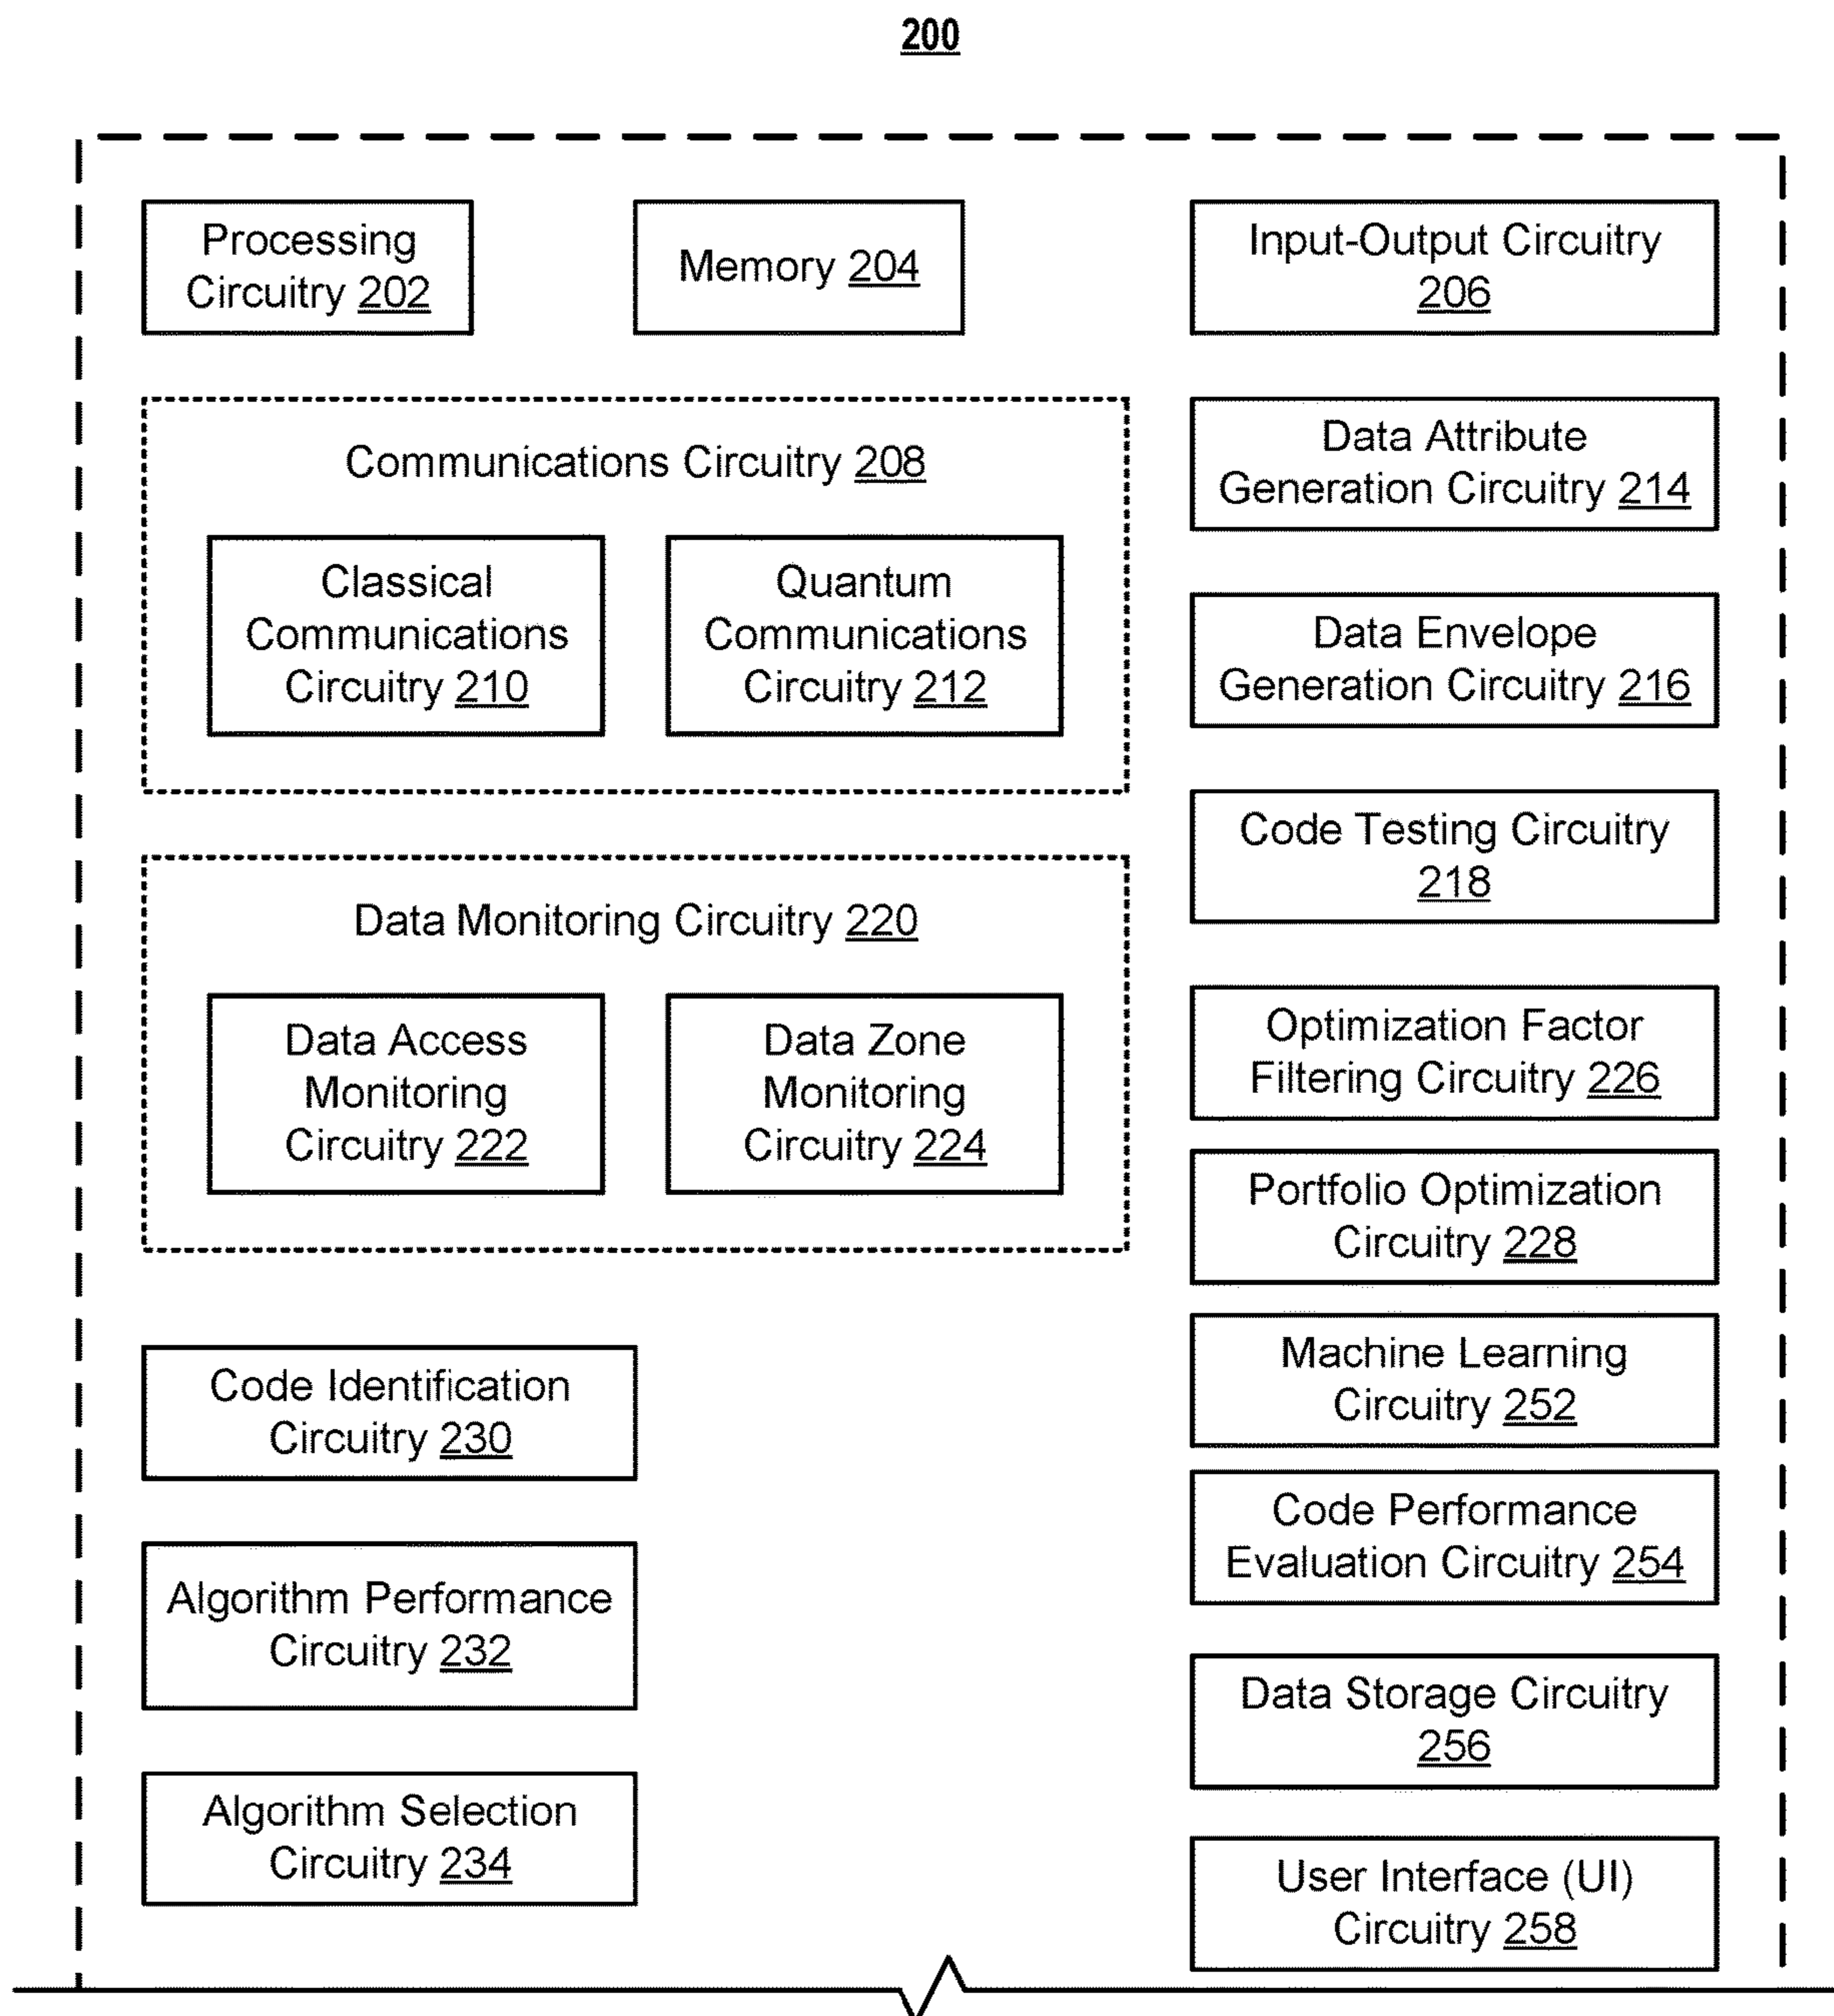 200
Processing
Circuitry 202
Memory 204
Input-Output Circuitry
206
Communications Circuitry 208
Classical
Communications
Circuitry 210
Quantum
Communications
Circuitry 212
Data Attribute
Generation Circuitry 214
Data Envelope
Generation Circuitry 216
Code Testing Circuitry
218
Data Monitoring Circuitry 220
Data Access
Monitoring
Circuitry 222
Data Zone
Monitoring
Circuitry 224
Optimization Factor
Filtering Circuitry 226
Portfolio Optimization
Circuitry 228
Machine Learning
Circuitry 252
Code Identification
Circuitry 230
Code Performance
Evaluation Circuitry 254
Algorithm Performance
Circuitry 232
Data Storage Circuitry
256
Algorithm Selection
Circuitry 234
User Interface (UI)
Circuitry 258